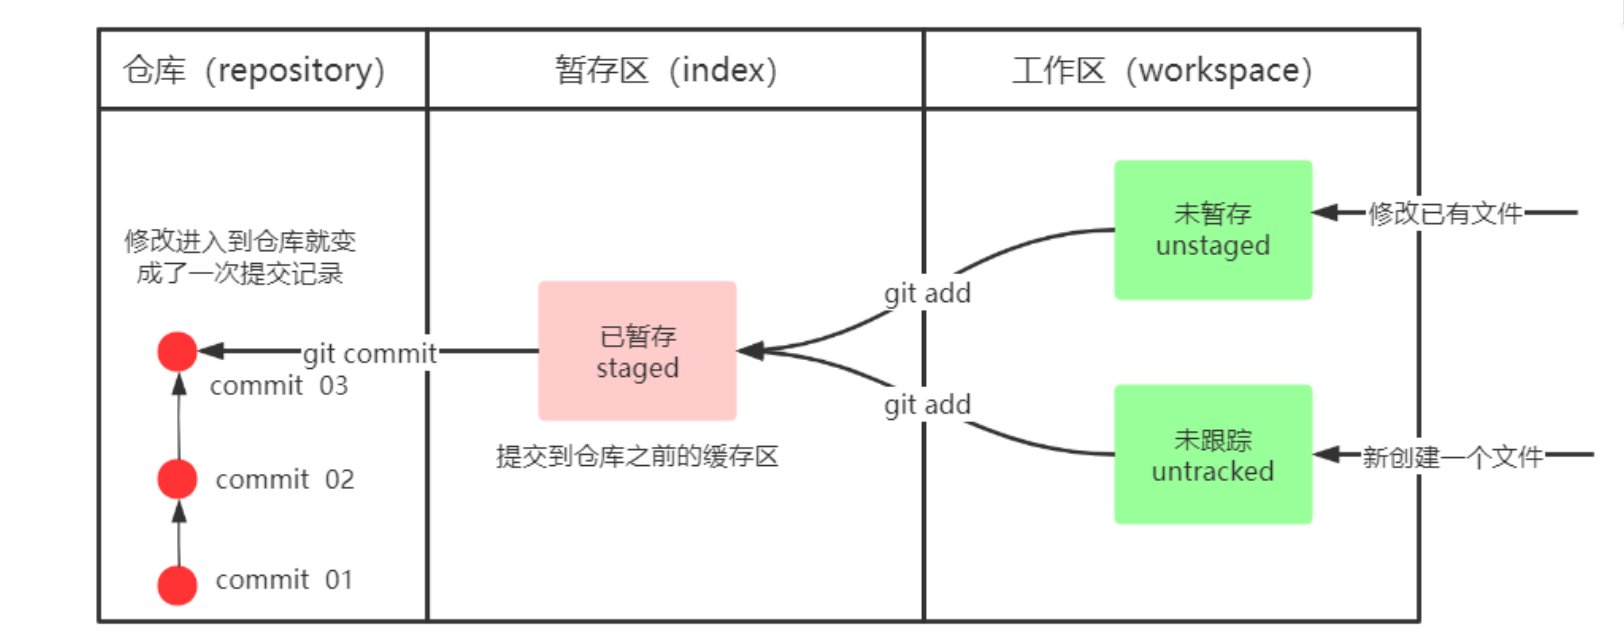 仓库（repository）
暂存区（index）
工作区（workspace）
修改进入到仓库就变
成了一次提交记录
git commit
commit 03
commit 02
commit 01
已暂存
staged
提交到仓库之前的缓存区
git add
git add
未暂存
unstaged
修改已有文件
未跟踪
untracked
新创建一个文件